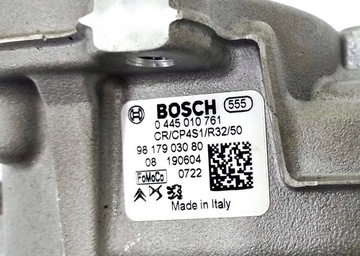 BOSCH 555
0 445 010 761
CR/CP4S1/R32/50
98 179 030 80
08 190604
FoMoCo 0722
Made in Italy